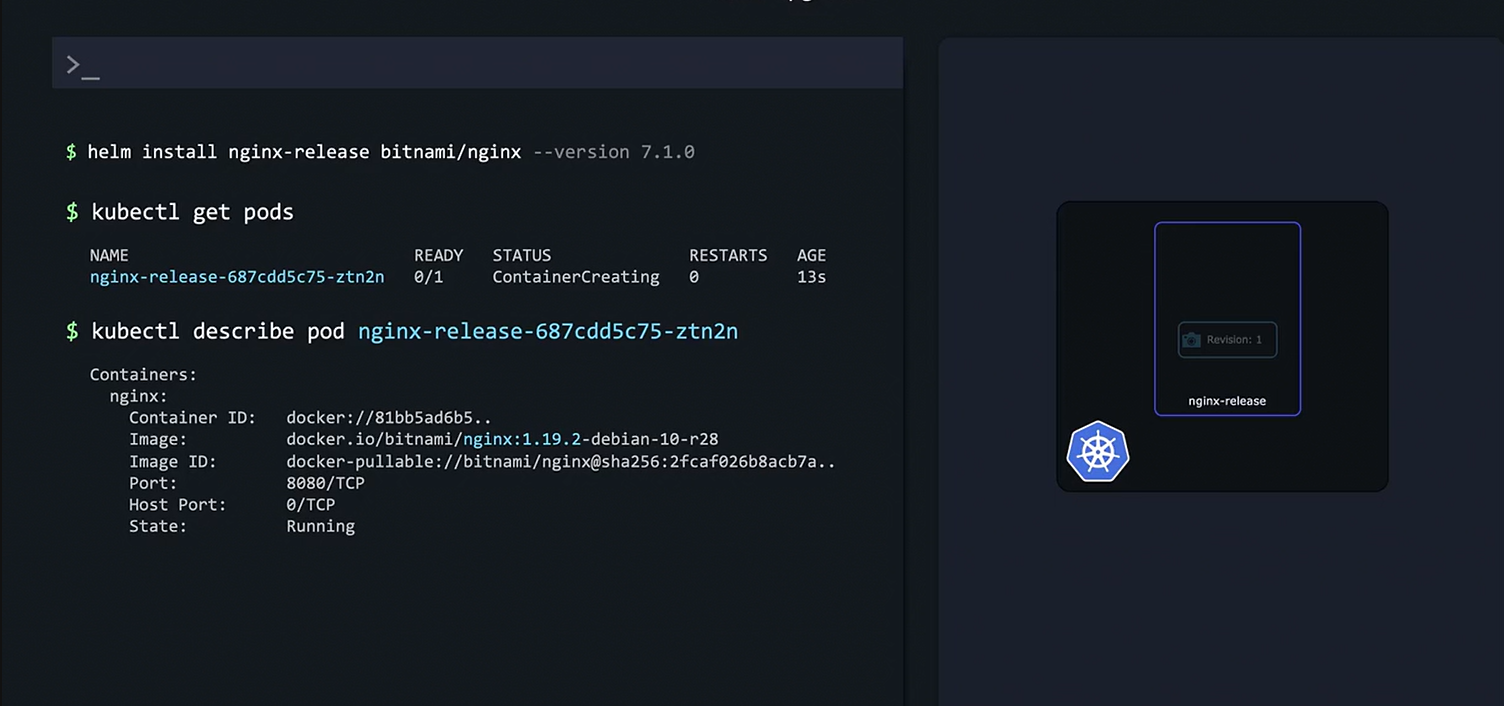 >_
$ helm install nginx-release bitnami/nginx --version 7.1.0
$ kubectl get pods
NAME READY STATUS RESTARTS AGE
nginx-release-687cdd5c75-ztn2n 0/1 ContainerCreating 0 13s
$ kubectl describe pod nginx-release-687cdd5c75-ztn2n
Containers:
nginx:
Container ID: docker://81bb5ad6b5..
Image: docker.io/bitnami/nginx:1.19.2-debian-10-r28
Image ID: docker-pullable://bitnami/nginx@sha256:2fcaf026b8acb7a..
Port: 8080/TCP
Host Port: 0/TCP
State: Running
Revision: 1
nginx-release